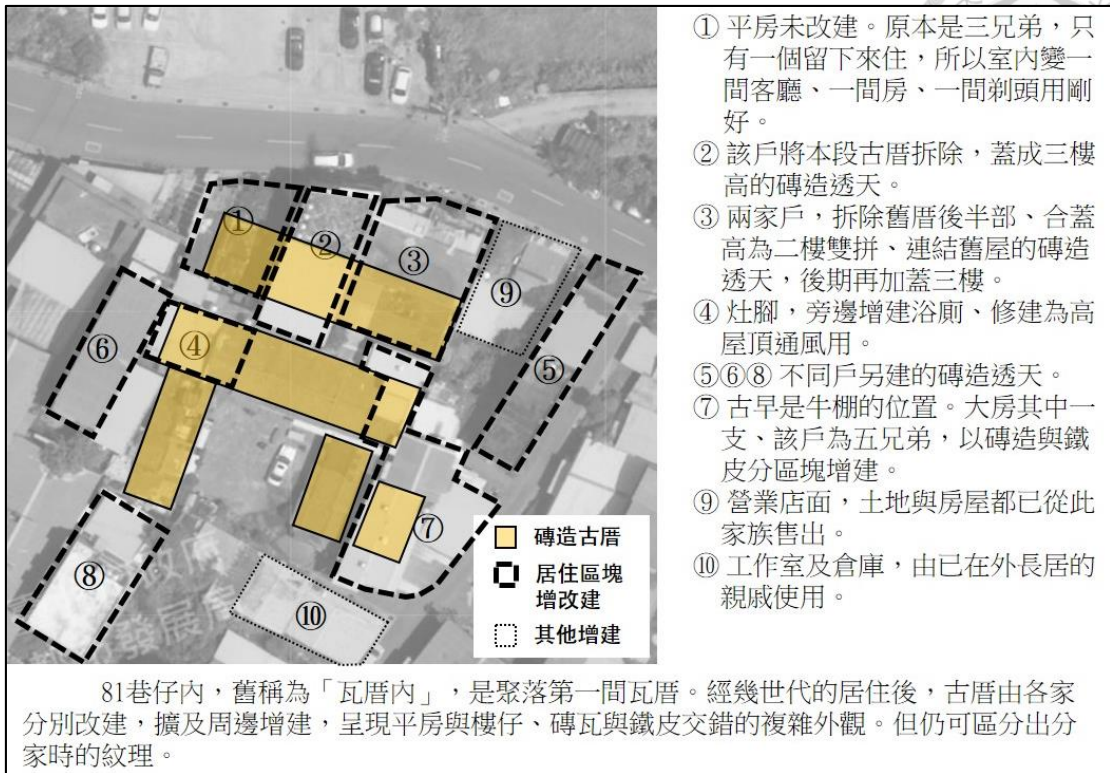 ① 平房未改建。原本是三兄弟，只
有一個留下來住，所以室內變一
間客廳、一間房、一間剃頭用剛
好。
② 該戶將本段古厝拆除，蓋成三樓
高的磚造透天。
③ 兩家戶，拆除舊厝後半部、合蓋
高為二樓雙拼、連結舊屋的磚造
透天，後期再加蓋三樓。
④ 灶腳，旁邊增建浴廁、修建為高
屋頂通風用。
⑤⑥⑧ 不同戶另建的磚造透天。
⑦ 古早是牛棚的位置。大房其中一
支、該戶為五兄弟，以磚造與鐵
皮分區塊增建。
⑨ 營業店面，土地與房屋都已從此
家族售出。
⑩ 工作室及倉庫，由已在外長居的
親戚使用。
①
②
③
⑨
④
⑥
⑤
⑦
⑧
⑩
磚造古厝
居住區塊
增改建
其他增建
81巷仔內，舊稱為「瓦厝內」，是聚落第一間瓦厝。經幾世代的居住後，古厝由各家
分別改建，擴及周邊增建，呈現平房與樓仔、磚瓦與鐵皮交錯的複雜外觀。但仍可區分出分
家時的紋理。